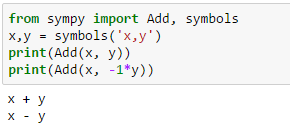 from sympy import Add, symbols
x,y = symbols('x,y')
print(Add(x, y))
print(Add(x, -1*y))
x + y
x - y